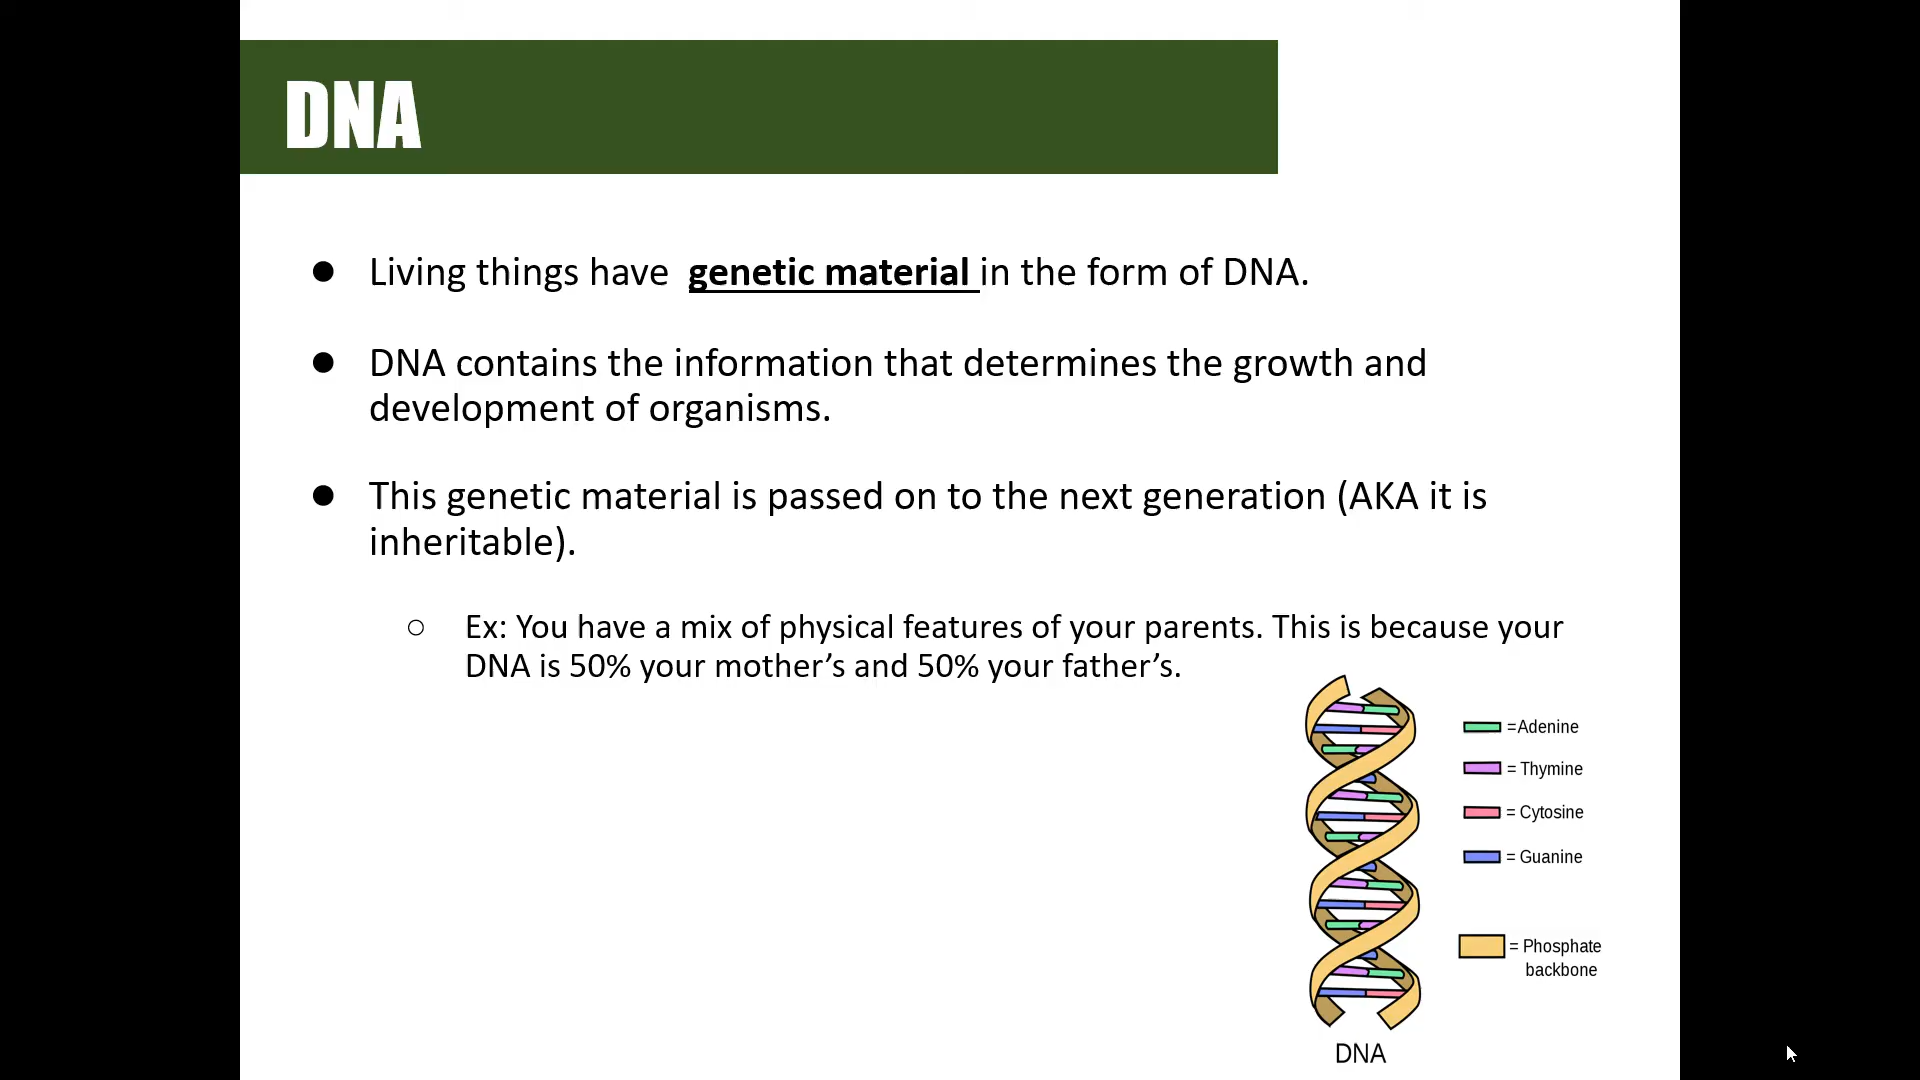 DNA
● Living things have genetic material in the form of DNA.
● DNA contains the information that determines the growth and
development of organisms.
● This genetic material is passed on to the next generation (AKA it is
inheritable).
○ Ex: You have a mix of physical features of your parents. This is because your
DNA is 50% your mother’s and 50% your father’s.
=Adenine
= Thymine
= Cytosine
= Guanine
= Phosphate
backbone
DNA